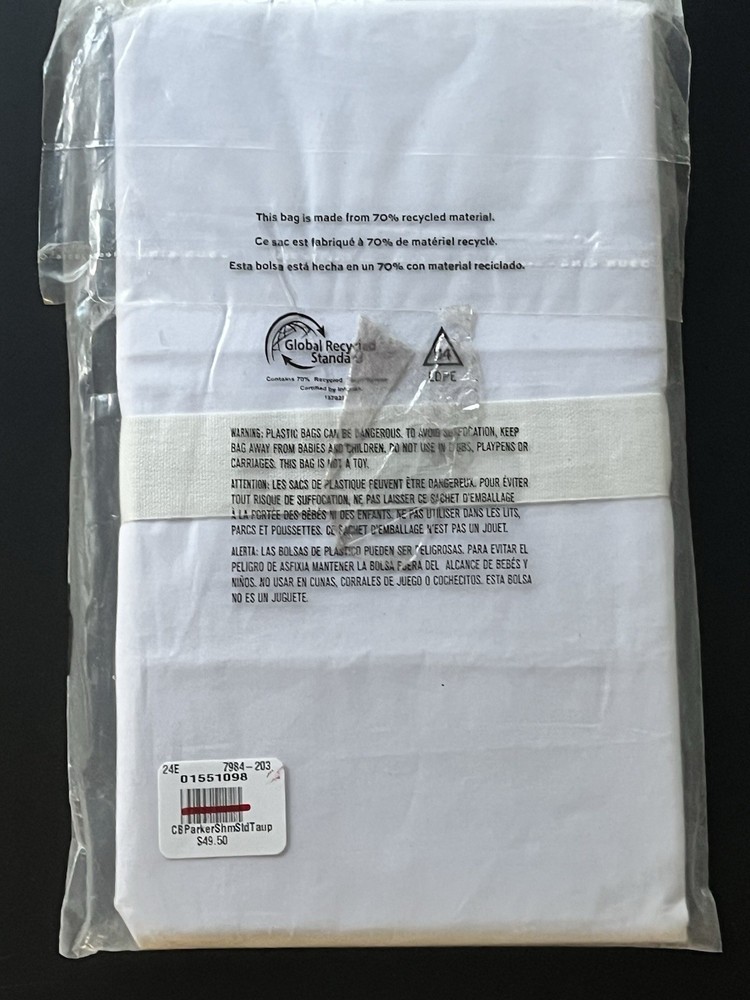 This bag is made from 70% recycled material.
Ce sac est fabriqué à 70% de matériel recyclé.
Esta bolsa está hecha en un 70% con material reciclado.
Global Recycled
Standard
Contains 70% Recycled
Certified by
LDPE
WARNING: PLASTIC BAGS CAN BE DANGEROUS. TO AVOID SUFFOCATION, KEEP
BAG AWAY FROM BABIES AND CHILDREN. DO NOT USE IN CRIBS, PLAYPENS OR
CARRIAGES. THIS BAG IS NOT A TOY.
ATTENTION: LES SACS DE PLASTIQUE PEUVENT ÊTRE DANGEREUX. POUR ÉVITER
TOUT RISQUE DE SUFFOCATION, NE PAS LAISSER CE SACHET D'EMBALLAGE
À LA PORTÉE DES BÉBÉS NI DES ENFANTS, NE PAS UTILISER DANS LES LITS,
PARCS ET POUSSETTES. CE SACHET D'EMBALLAGE N'EST PAS UN JOUET.
ALERTA: LAS BOLSAS DE PLASTICO PUEDEN SER PELIGROSAS. PARA EVITAR EL
PELIGRO DE ASFIXIA MANTENER LA BOLSA FUERA DEL ALCANCE DE BEBÉS Y
NIÑOS. NO USAR EN CUNAS, CORRALES DE JUEGO O COCHECITOS. ESTA BOLSA
NO ES UN JUGUETE.
24E 7984-203
01551098
CBParkerShmStdTaup
$49.50